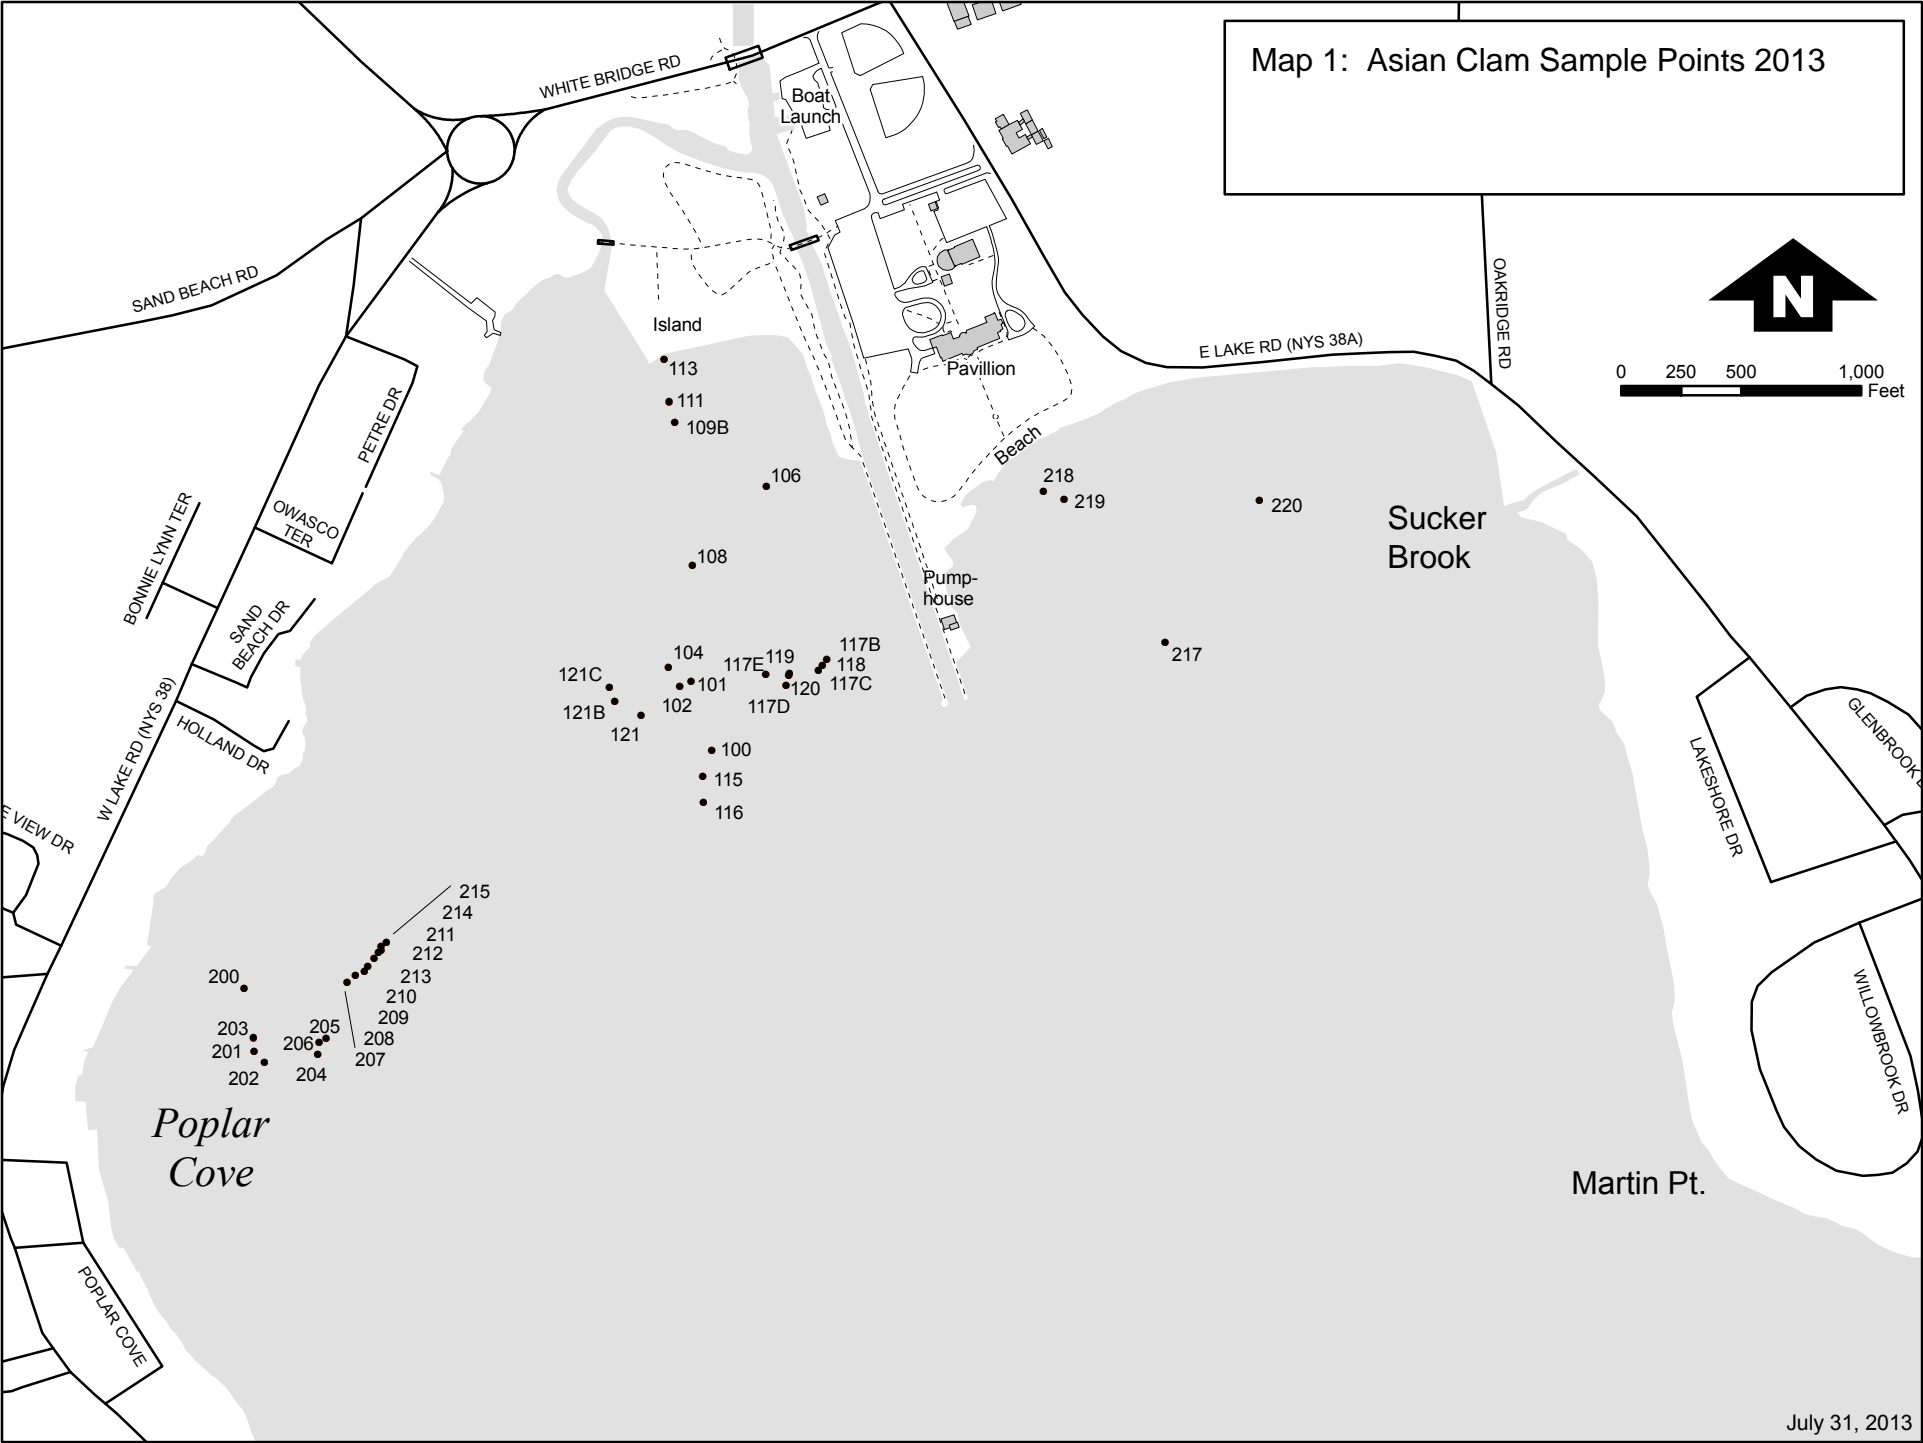 Map 1: Asian Clam Sample Points 2013
WHITE BRIDGE RD
Boat
Launch
SAND BEACH RD
OAKRIDGE RD
N
Island
E LAKE RD (NYS 38A)
Pavillion
0 250 500 1,000
Feet
113
111
109B
PETRE DR
Beach
106
218
219
220
BONNIE LYNN TER
OWASCO
TER
Sucker
Brook
108
Pump-
house
SAND
BEACH DR
104
117E
119
117B
118
117C
120
117D
101
102
121C
121B
121
217
W LAKE RD (NYS 38)
HOLLAND DR
100
115
116
LAKESHORE DR
GLENBROOK
E VIEW DR
215
214
211
212
213
210
209
208
207
200
203
201
202
205
206
204
WILLOWBROOK DR
Poplar
Cove
Martin Pt.
POPLAR COVE
July 31, 2013